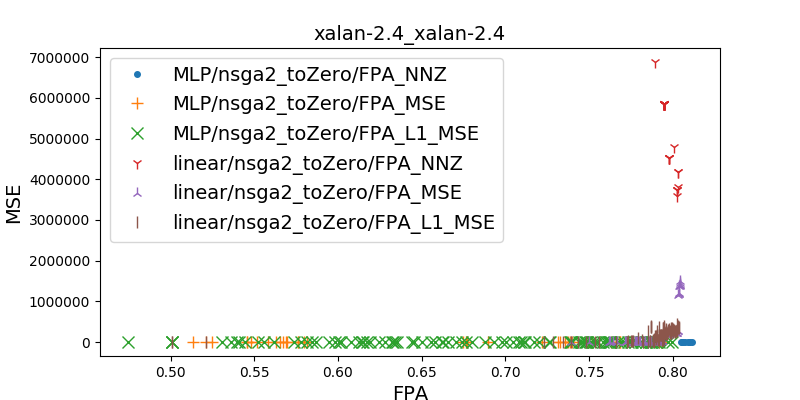 xalan-2.4_xalan-2.4
7000000
6000000
5000000
4000000
3000000
2000000
1000000
0
MSE
MLP/nsga2_toZero/FPA_NNZ
MLP/nsga2_toZero/FPA_MSE
MLP/nsga2_toZero/FPA_L1_MSE
linear/nsga2_toZero/FPA_NNZ
linear/nsga2_toZero/FPA_MSE
linear/nsga2_toZero/FPA_L1_MSE
0.50 0.55 0.60 0.65 0.70 0.75 0.80
FPA